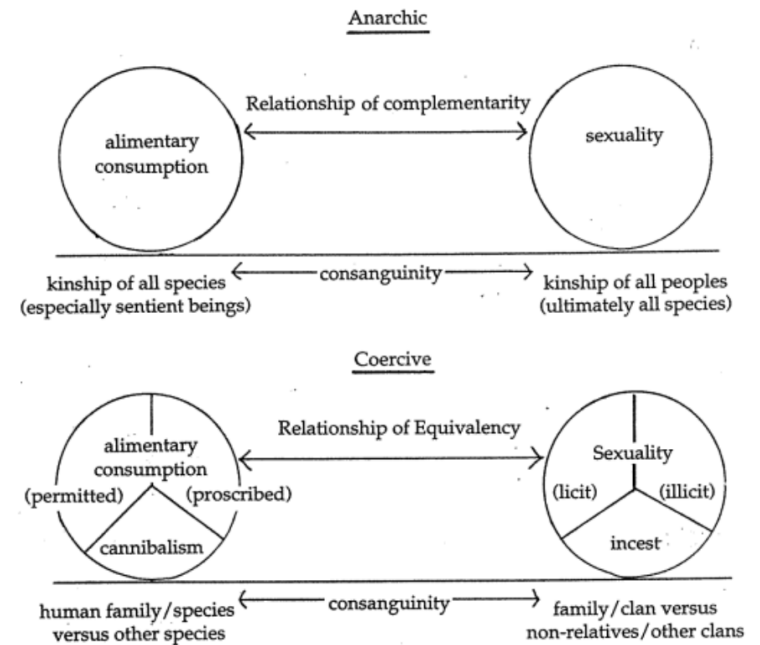 Anarchic
Relationship of complementarity
alimentary
consumption
sexuality
consanguinity
kinship of all species
(especially sentient beings)
kinship of all peoples
(ultimately all species)
Coercive
Relationship of Equivalency
alimentary
consumption
(permitted)
(proscribed)
cannibalism
Sexuality
(licit)
(illicit)
incest
consanguinity
human family/species
versus other species
family/clan versus
non-relatives/other clans